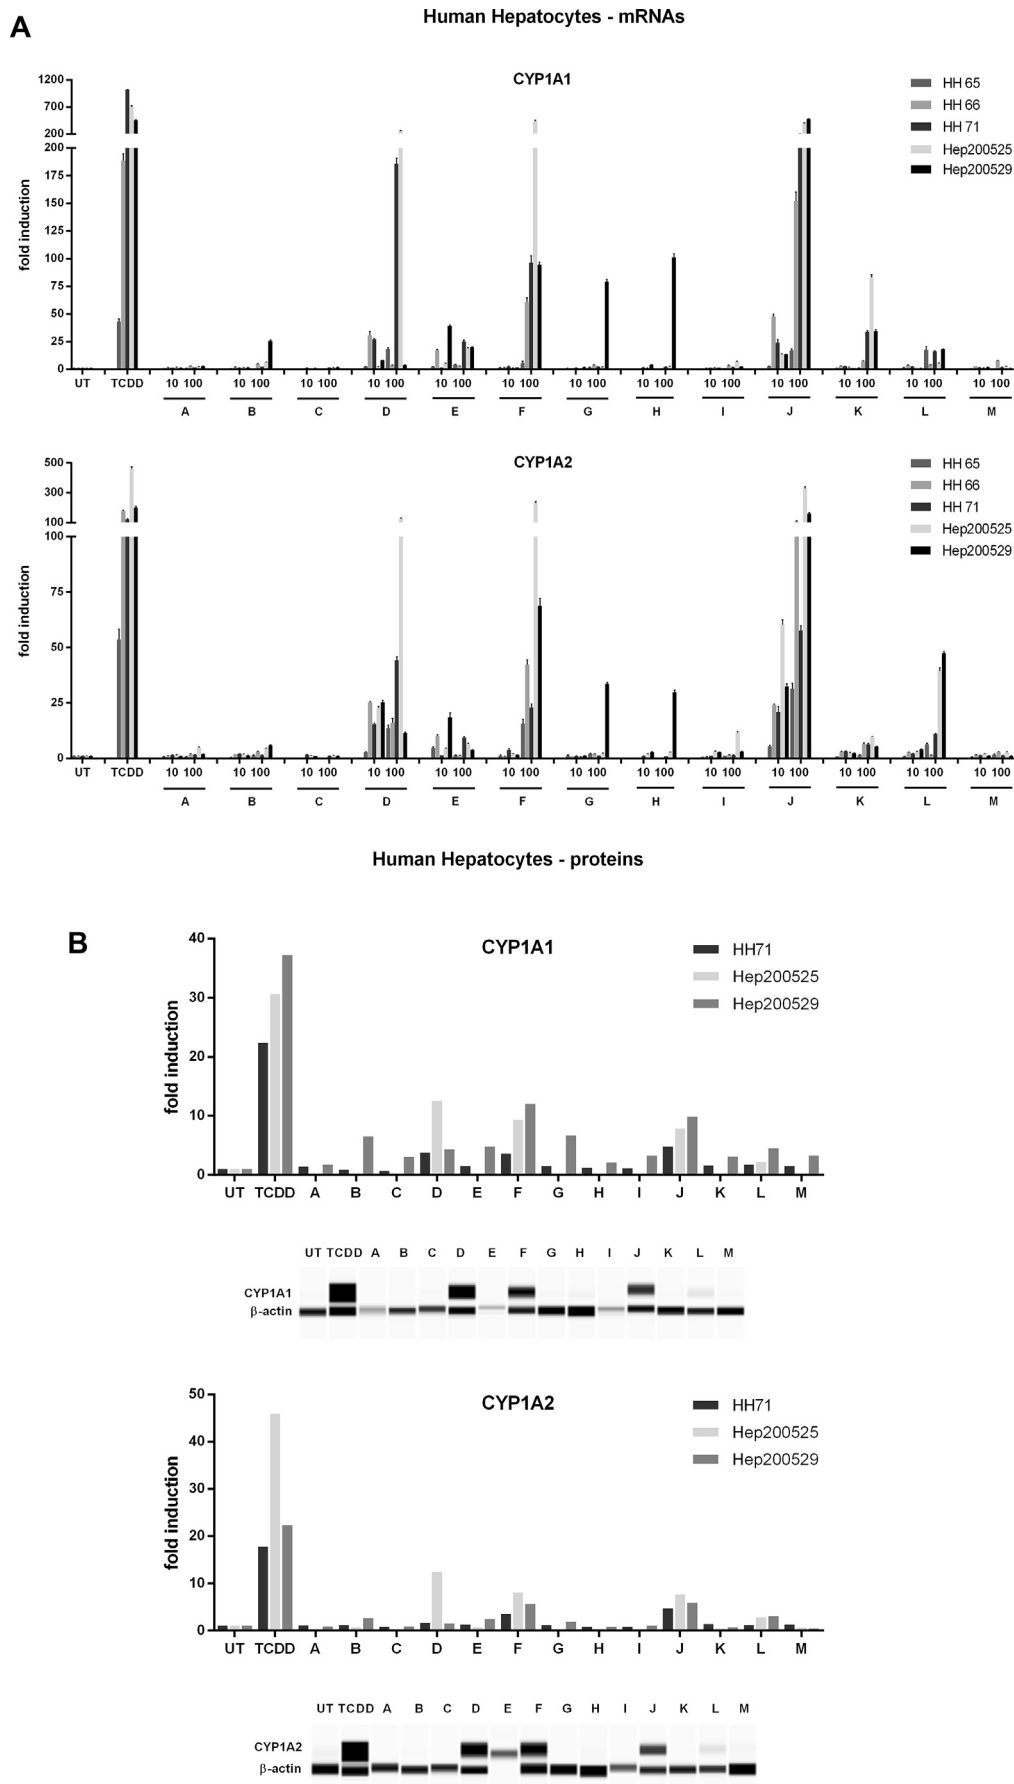 A
Human Hepatocytes - mRNAs
CYP1A1
1200
700
200
200
175
150
125
100
75
50
25
0
fold induction
HH 65
HH 66
HH 71
Hep200525
Hep200529
UT TCDD 10 100 10 100 10 100 10 100 10 100 10 100 10 100 10 100 10 100 10 100 10 100 10 100 10 100
A B C D E F G H I J K L M
CYP1A2
500
300
100
100
75
50
25
0
fold induction
HH 65
HH 66
HH 71
Hep200525
Hep200529
UT TCDD 10 100 10 100 10 100 10 100 10 100 10 100 10 100 10 100 10 100 10 100 10 100 10 100 10 100
A B C D E F G H I J K L M
Human Hepatocytes - proteins
B
CYP1A1
40
30
20
10
0
fold induction
HH71
Hep200525
Hep200529
UT TCDD A B C D E F G H I J K L M
UT TCDD A B C D E F G H I J K L M
CYP1A1
β-actin
CYP1A2
50
40
30
20
10
0
fold induction
HH71
Hep200525
Hep200529
UT TCDD A B C D E F G H I J K L M
UT TCDD A B C D E F G H I J K L M
CYP1A2
β-actin